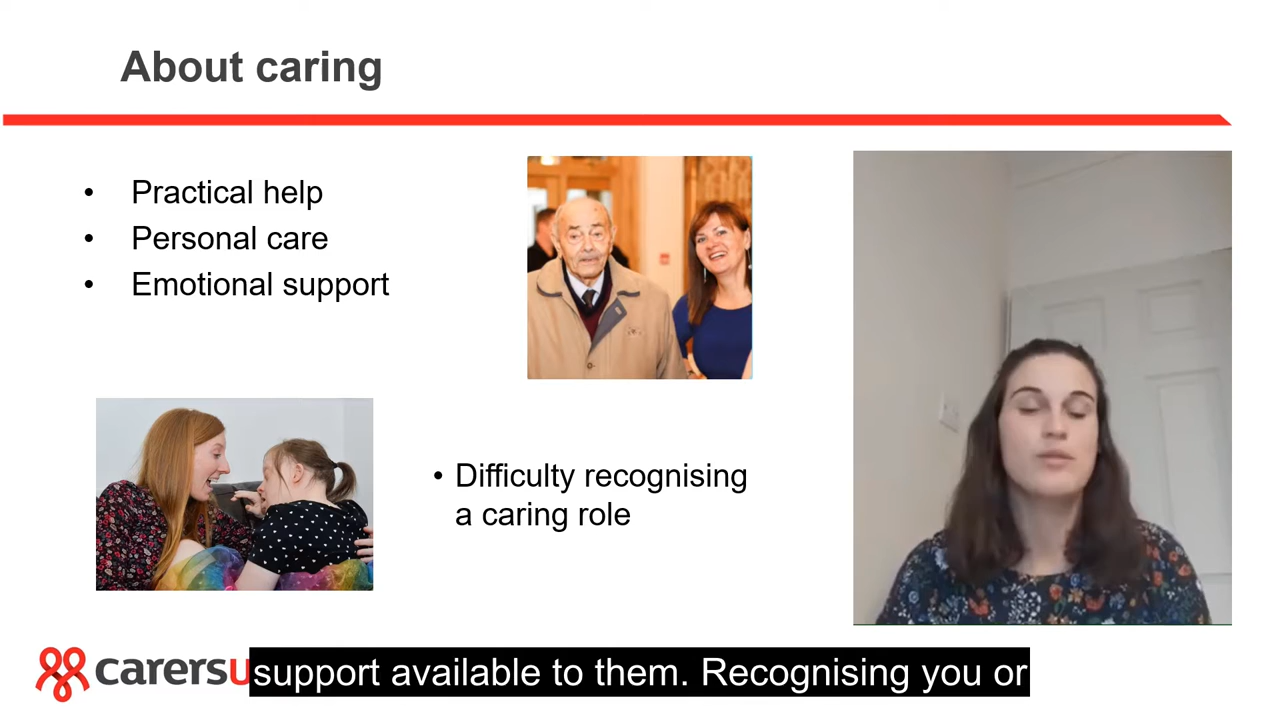 About caring
• Practical help
• Personal care
• Emotional support
• Difficulty recognising
a caring role
carersu
support available to them. Recognising you or